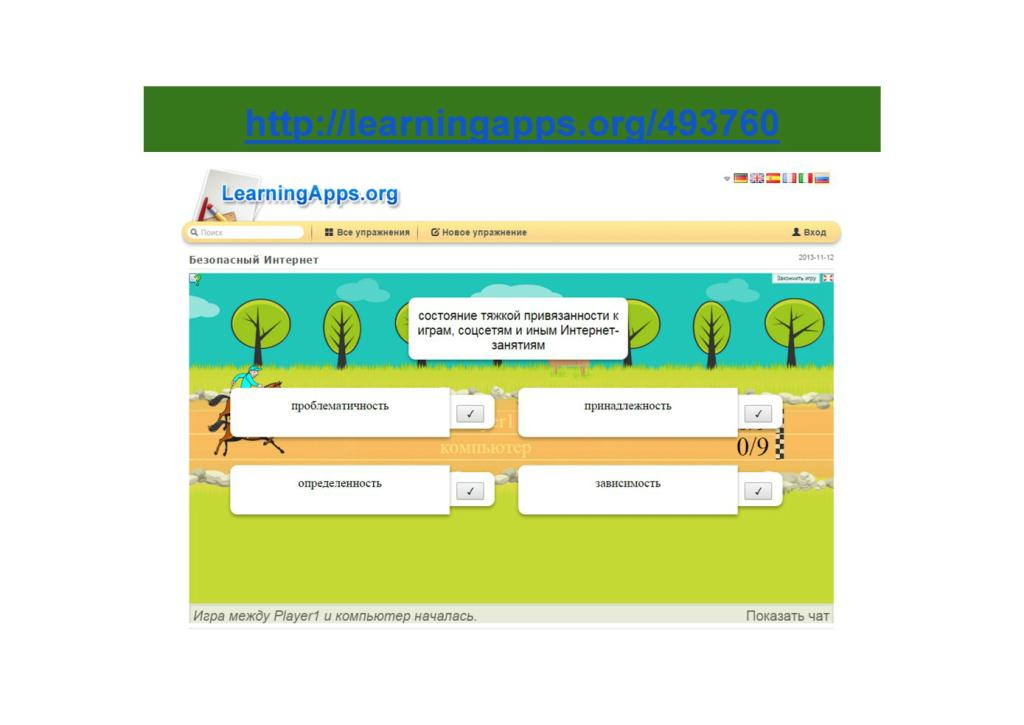 http://learningapps.org/493760
LearningApps.org
Поиск
Все упражнения
Новое упражнение
Вход
Безопасный Интернет
2013-11-12
Закончить игру
состояние тяжкой привязанности к
играм, соцсетям и иным Интернет-
занятиям
проблематичность
принадлежность
компьютер
0/9
определенность
зависимость
Игра между Player1 и компьютер началась.
Показать чат